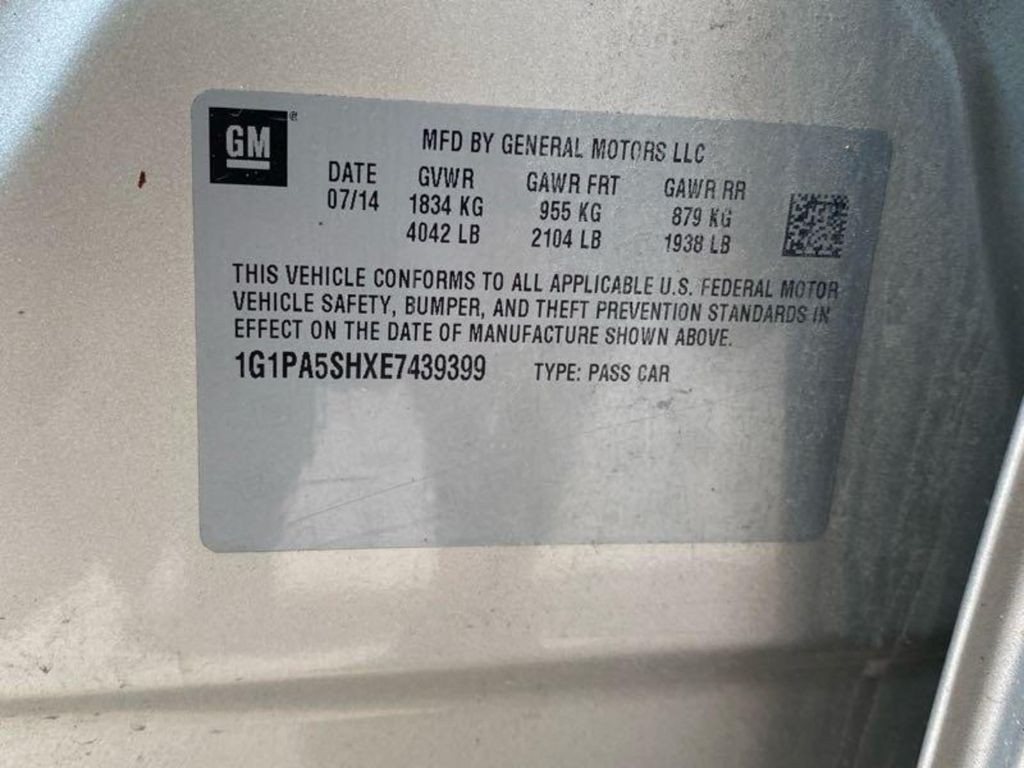 GM
MFD BY GENERAL MOTORS LLC
DATE GVWR GAWR FRT GAWR RR
07/14 1834 KG 955 KG 879 KG
4042 LB 2104 LB 1938 LB
THIS VEHICLE CONFORMS TO ALL APPLICABLE U.S. FEDERAL MOTOR
VEHICLE SAFETY, BUMPER, AND THEFT PREVENTION STANDARDS IN
EFFECT ON THE DATE OF MANUFACTURE SHOWN ABOVE.
1G1PA5SHXE7439399 TYPE: PASS CAR